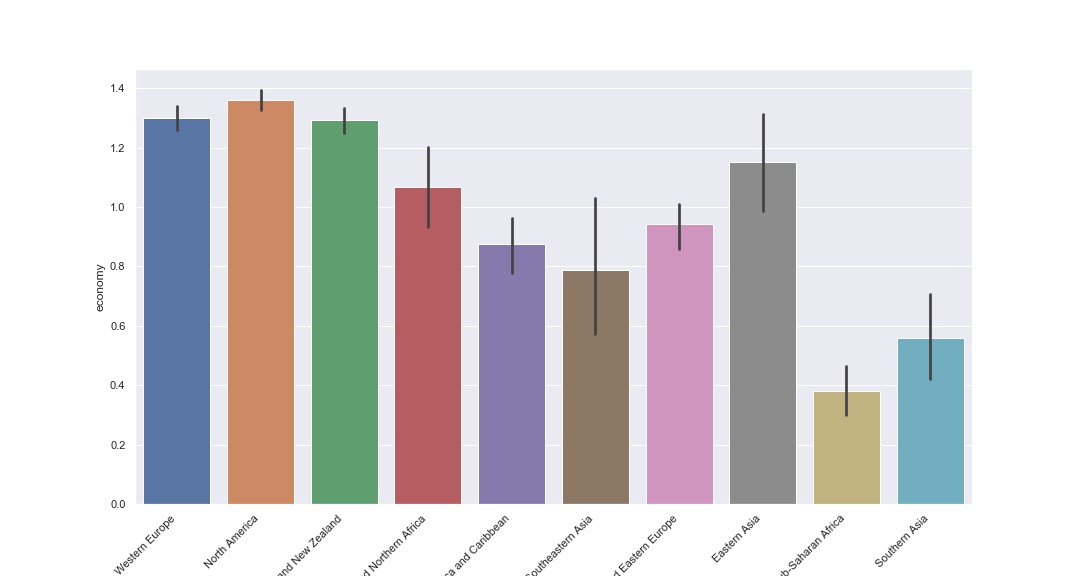 1.4
1.2
1.0
0.8
0.6
0.4
0.2
0.0
economy
Western Europe
North America
and New Zealand
Northern Africa
and Caribbean
Southeastern Asia
Eastern Europe
Eastern Asia
Saharan Africa
Southern Asia